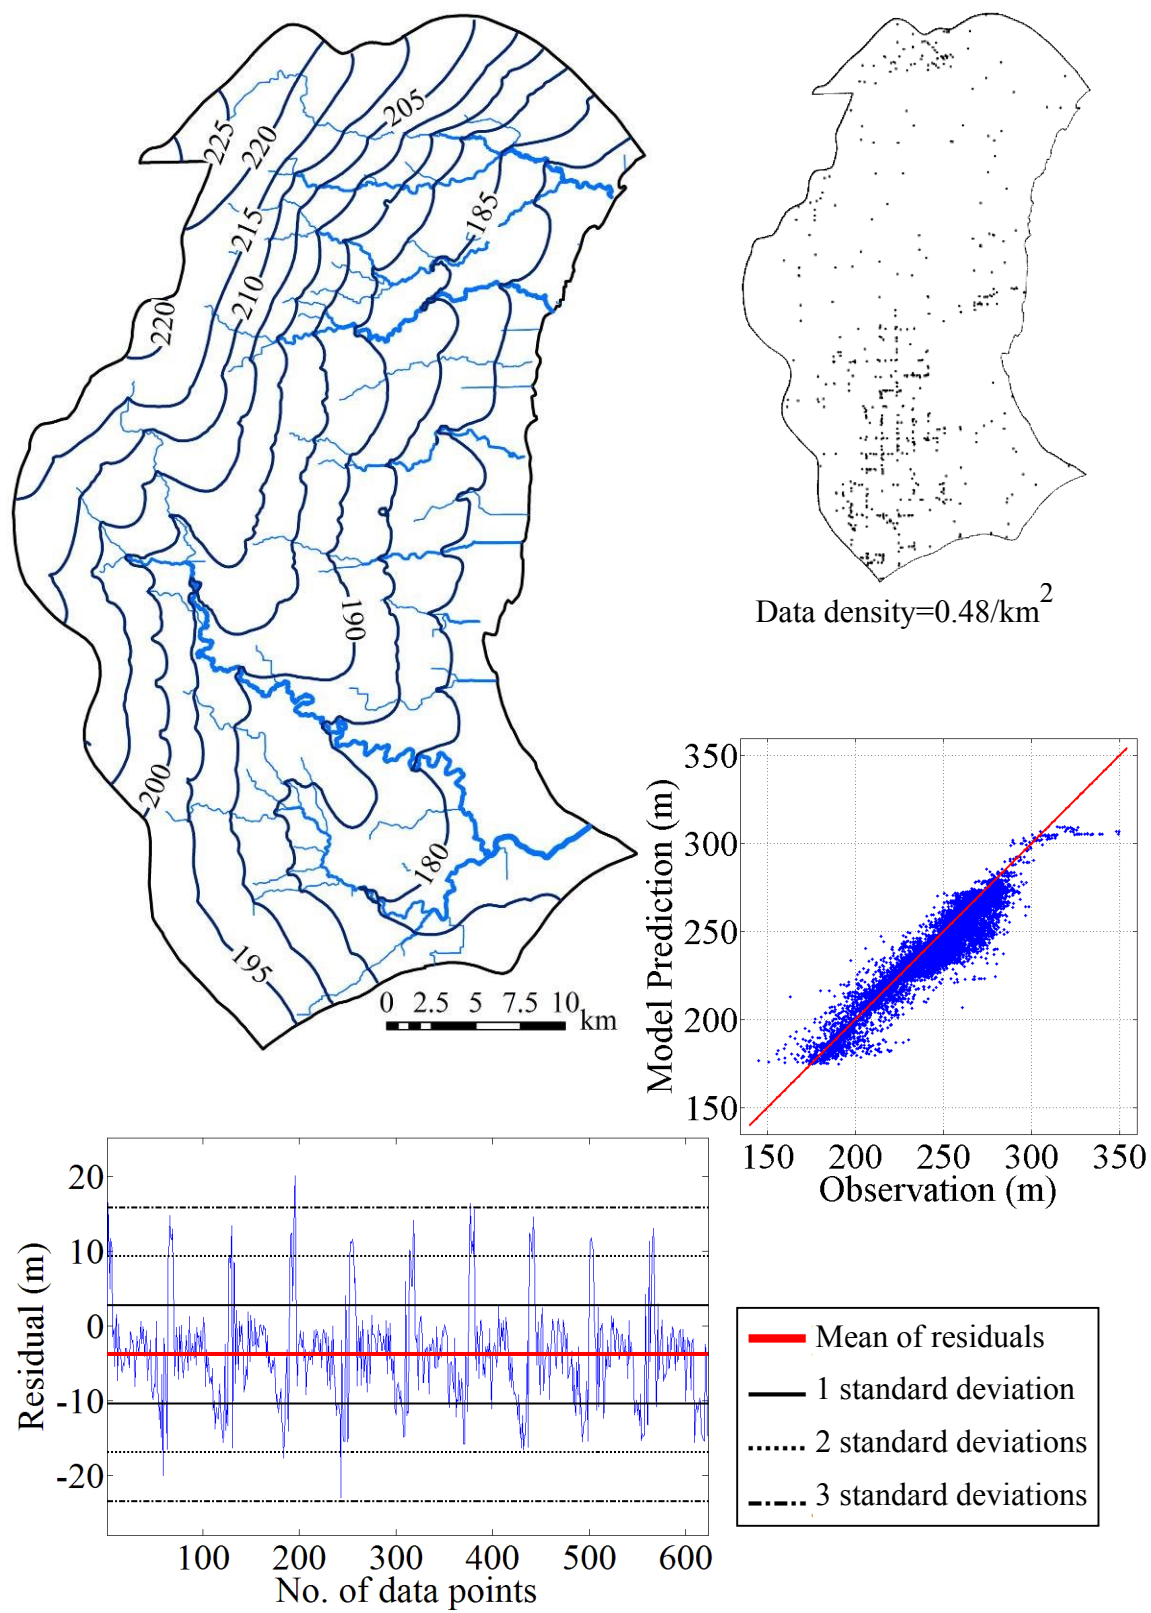 205
225
220
185
215
210
220
190
200
180
195
0 2.5 5 7.5 10
km
Data density=0.48/km2
350
300
250
200
150
Model Prediction (m)
150 200 250 300 350
Observation (m)
20
10
0
-10
-20
Residual (m)
100 200 300 400 500 600
No. of data points
Mean of residuals
1 standard deviation
2 standard deviations
3 standard deviations